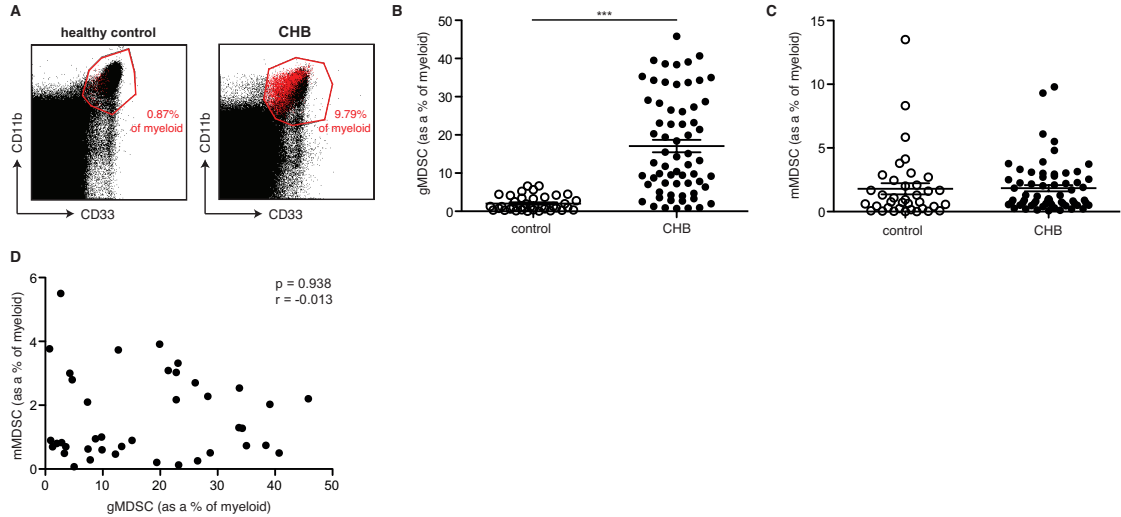 A
healthy control
CHB
CD11b
0.87%
of myeloid
CD33
CD11b
9.79%
of myeloid
CD33
B
***
gMDSC (as a % of myeloid)
50
40
30
20
10
0
control
CHB
C
mMDSC (as a % of myeloid)
15
10
5
0
control
CHB
D
p = 0.938
r = -0.013
mMDSC (as a % of myeloid)
6
4
2
0
0
10
20
30
40
50
gMDSC (as a % of myeloid)